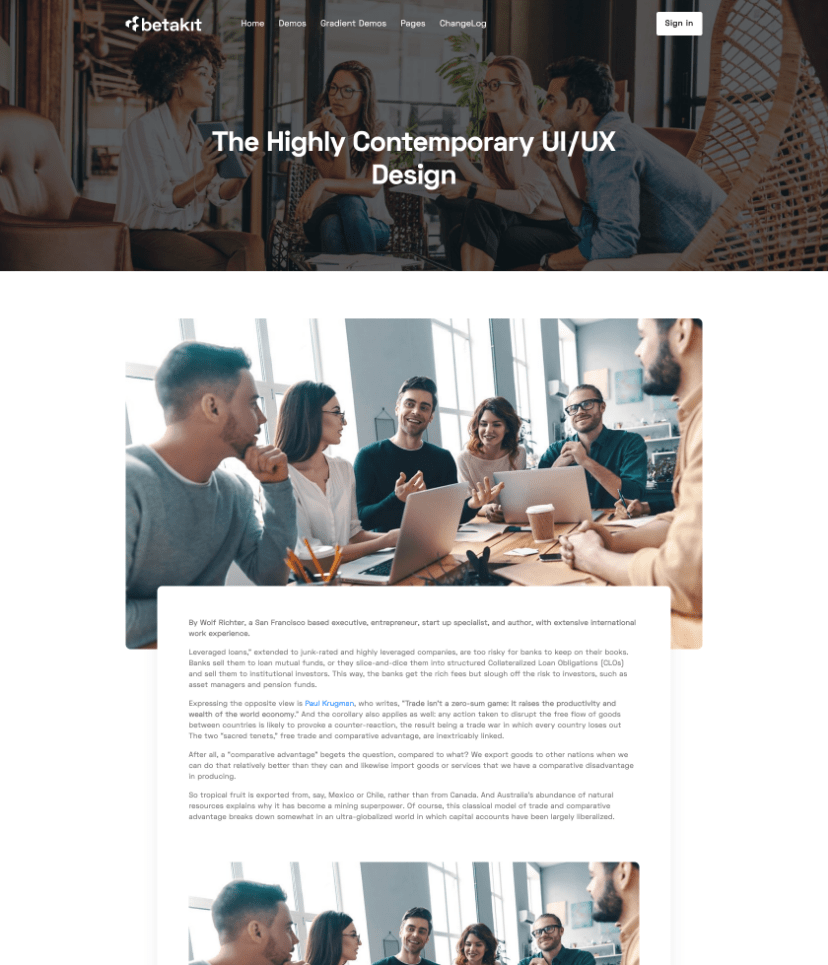 betakit
Home Demos Gradient Demos Pages ChangeLog
Sign in
The Highly Contemporary UI/UX
Design
By Wolf Richter, a San Francisco based executive, entrepreneur, start up specialist, and author, with extensive international
work experience.
Leveraged loans," extended to junk-rated and highly leveraged companies, are too risky for banks to keep on their books.
Banks sell them to loan mutual funds, or they slice-and-dice them into structured Collateralized Loan Obligations (CLOs)
and sell them to institutional investors. This way, the banks get the rich fees but slough off the risk to investors, such as
asset managers and pension funds.
Expressing the opposite view is Paul Krugman, who writes, "Trade isn't a zero-sum game: It raises the productivity and
wealth of the world economy." And the corollary also applies as well: any action taken to disrupt the free flow of goods
between countries is likely to provoke a counter-reaction, the result being a trade war in which every country loses out
The two "sacred tenets," free trade and comparative advantage, are inextricably linked.
After all, a "comparative advantage" begets the question, compared to what? We export goods to other nations when we
can do that relatively better than they can and likewise import goods or services that we have a comparative disadvantage
in producing.
So tropical fruit is exported from, say, Mexico or Chile, rather than from Canada. And Australia's abundance of natural
resources explains why it has become a mining superpower. Of course, this classical model of trade and comparative
advantage breaks down somewhat in an ultra-globalized world in which capital accounts have been largely liberalized.